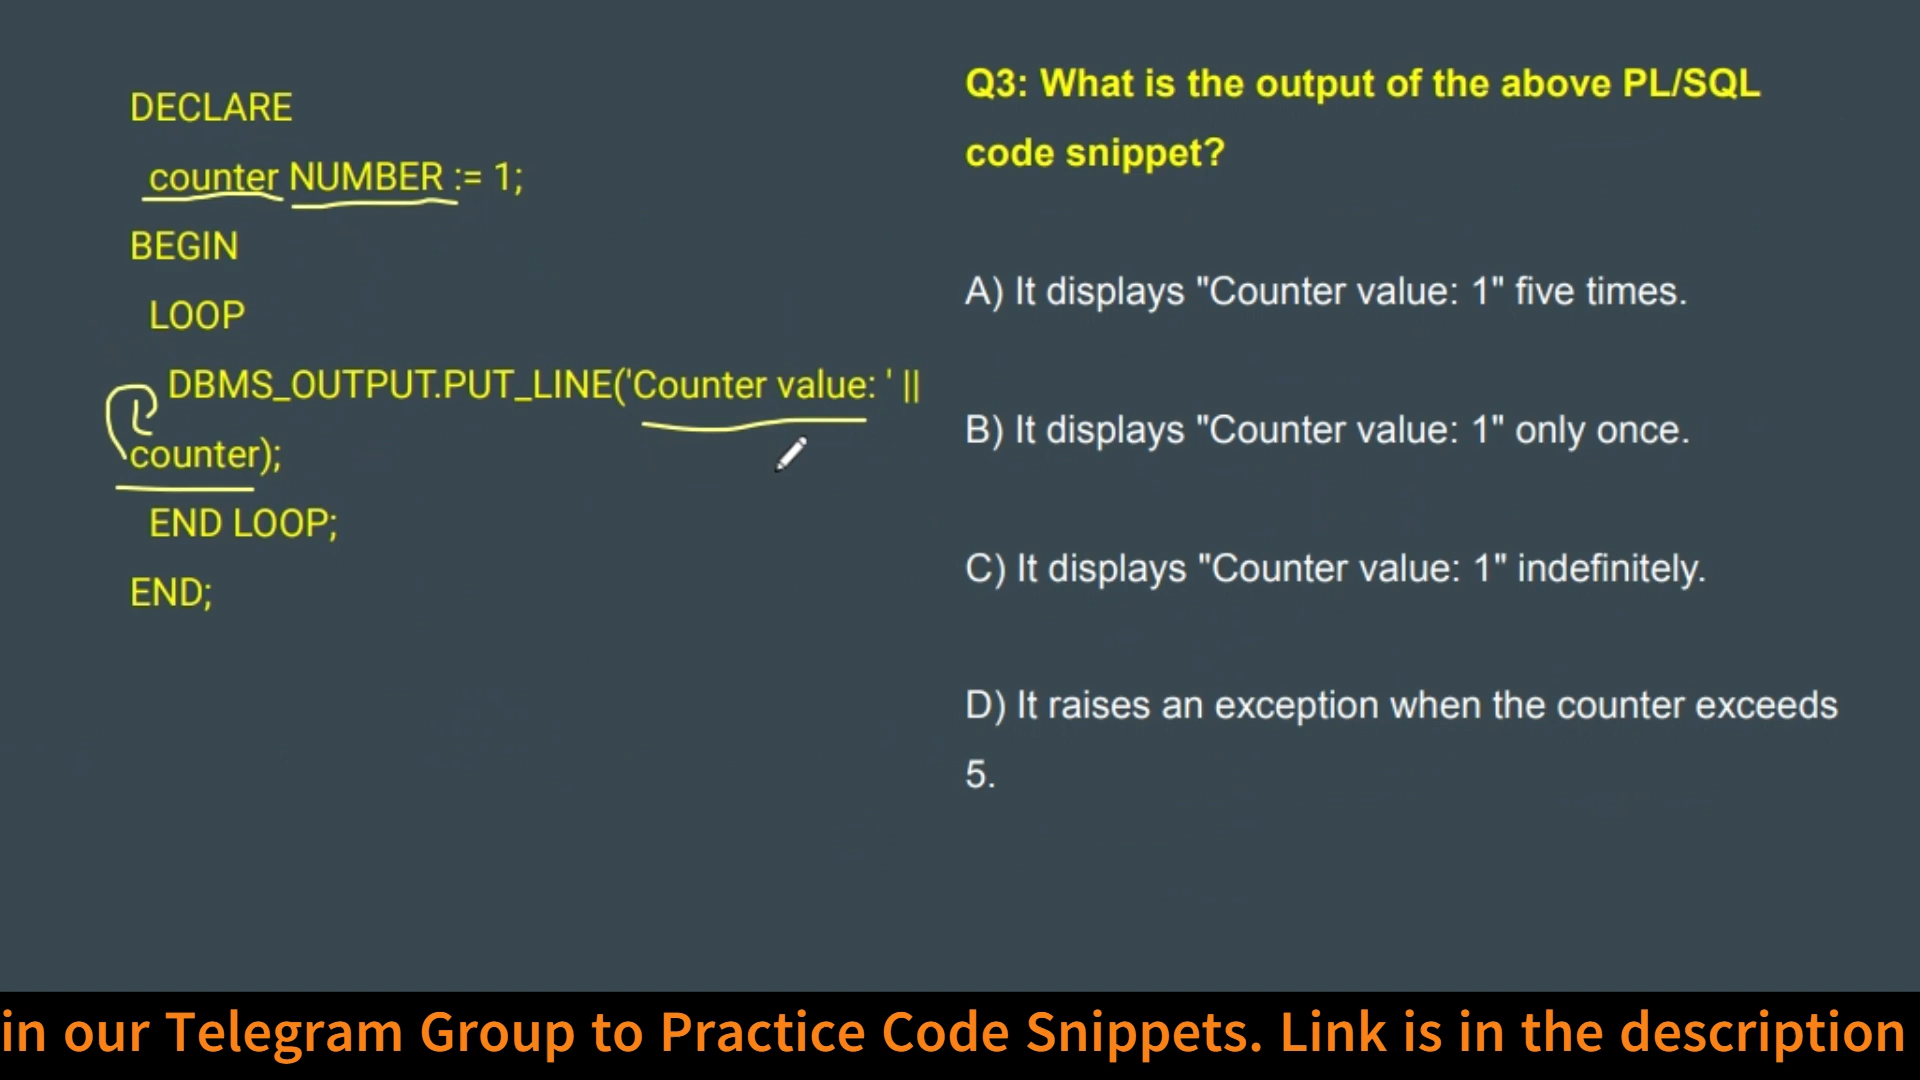 DECLARE
counter NUMBER := 1;
BEGIN
LOOP
DBMS_OUTPUT.PUT_LINE('Counter value: ' ||
counter);
END LOOP;
END;
Q3: What is the output of the above PL/SQL
code snippet?
A) It displays "Counter value: 1" five times.
B) It displays "Counter value: 1" only once.
C) It displays "Counter value: 1" indefinitely.
D) It raises an exception when the counter exceeds
5.
in our Telegram Group to Practice Code Snippets. Link is in the description